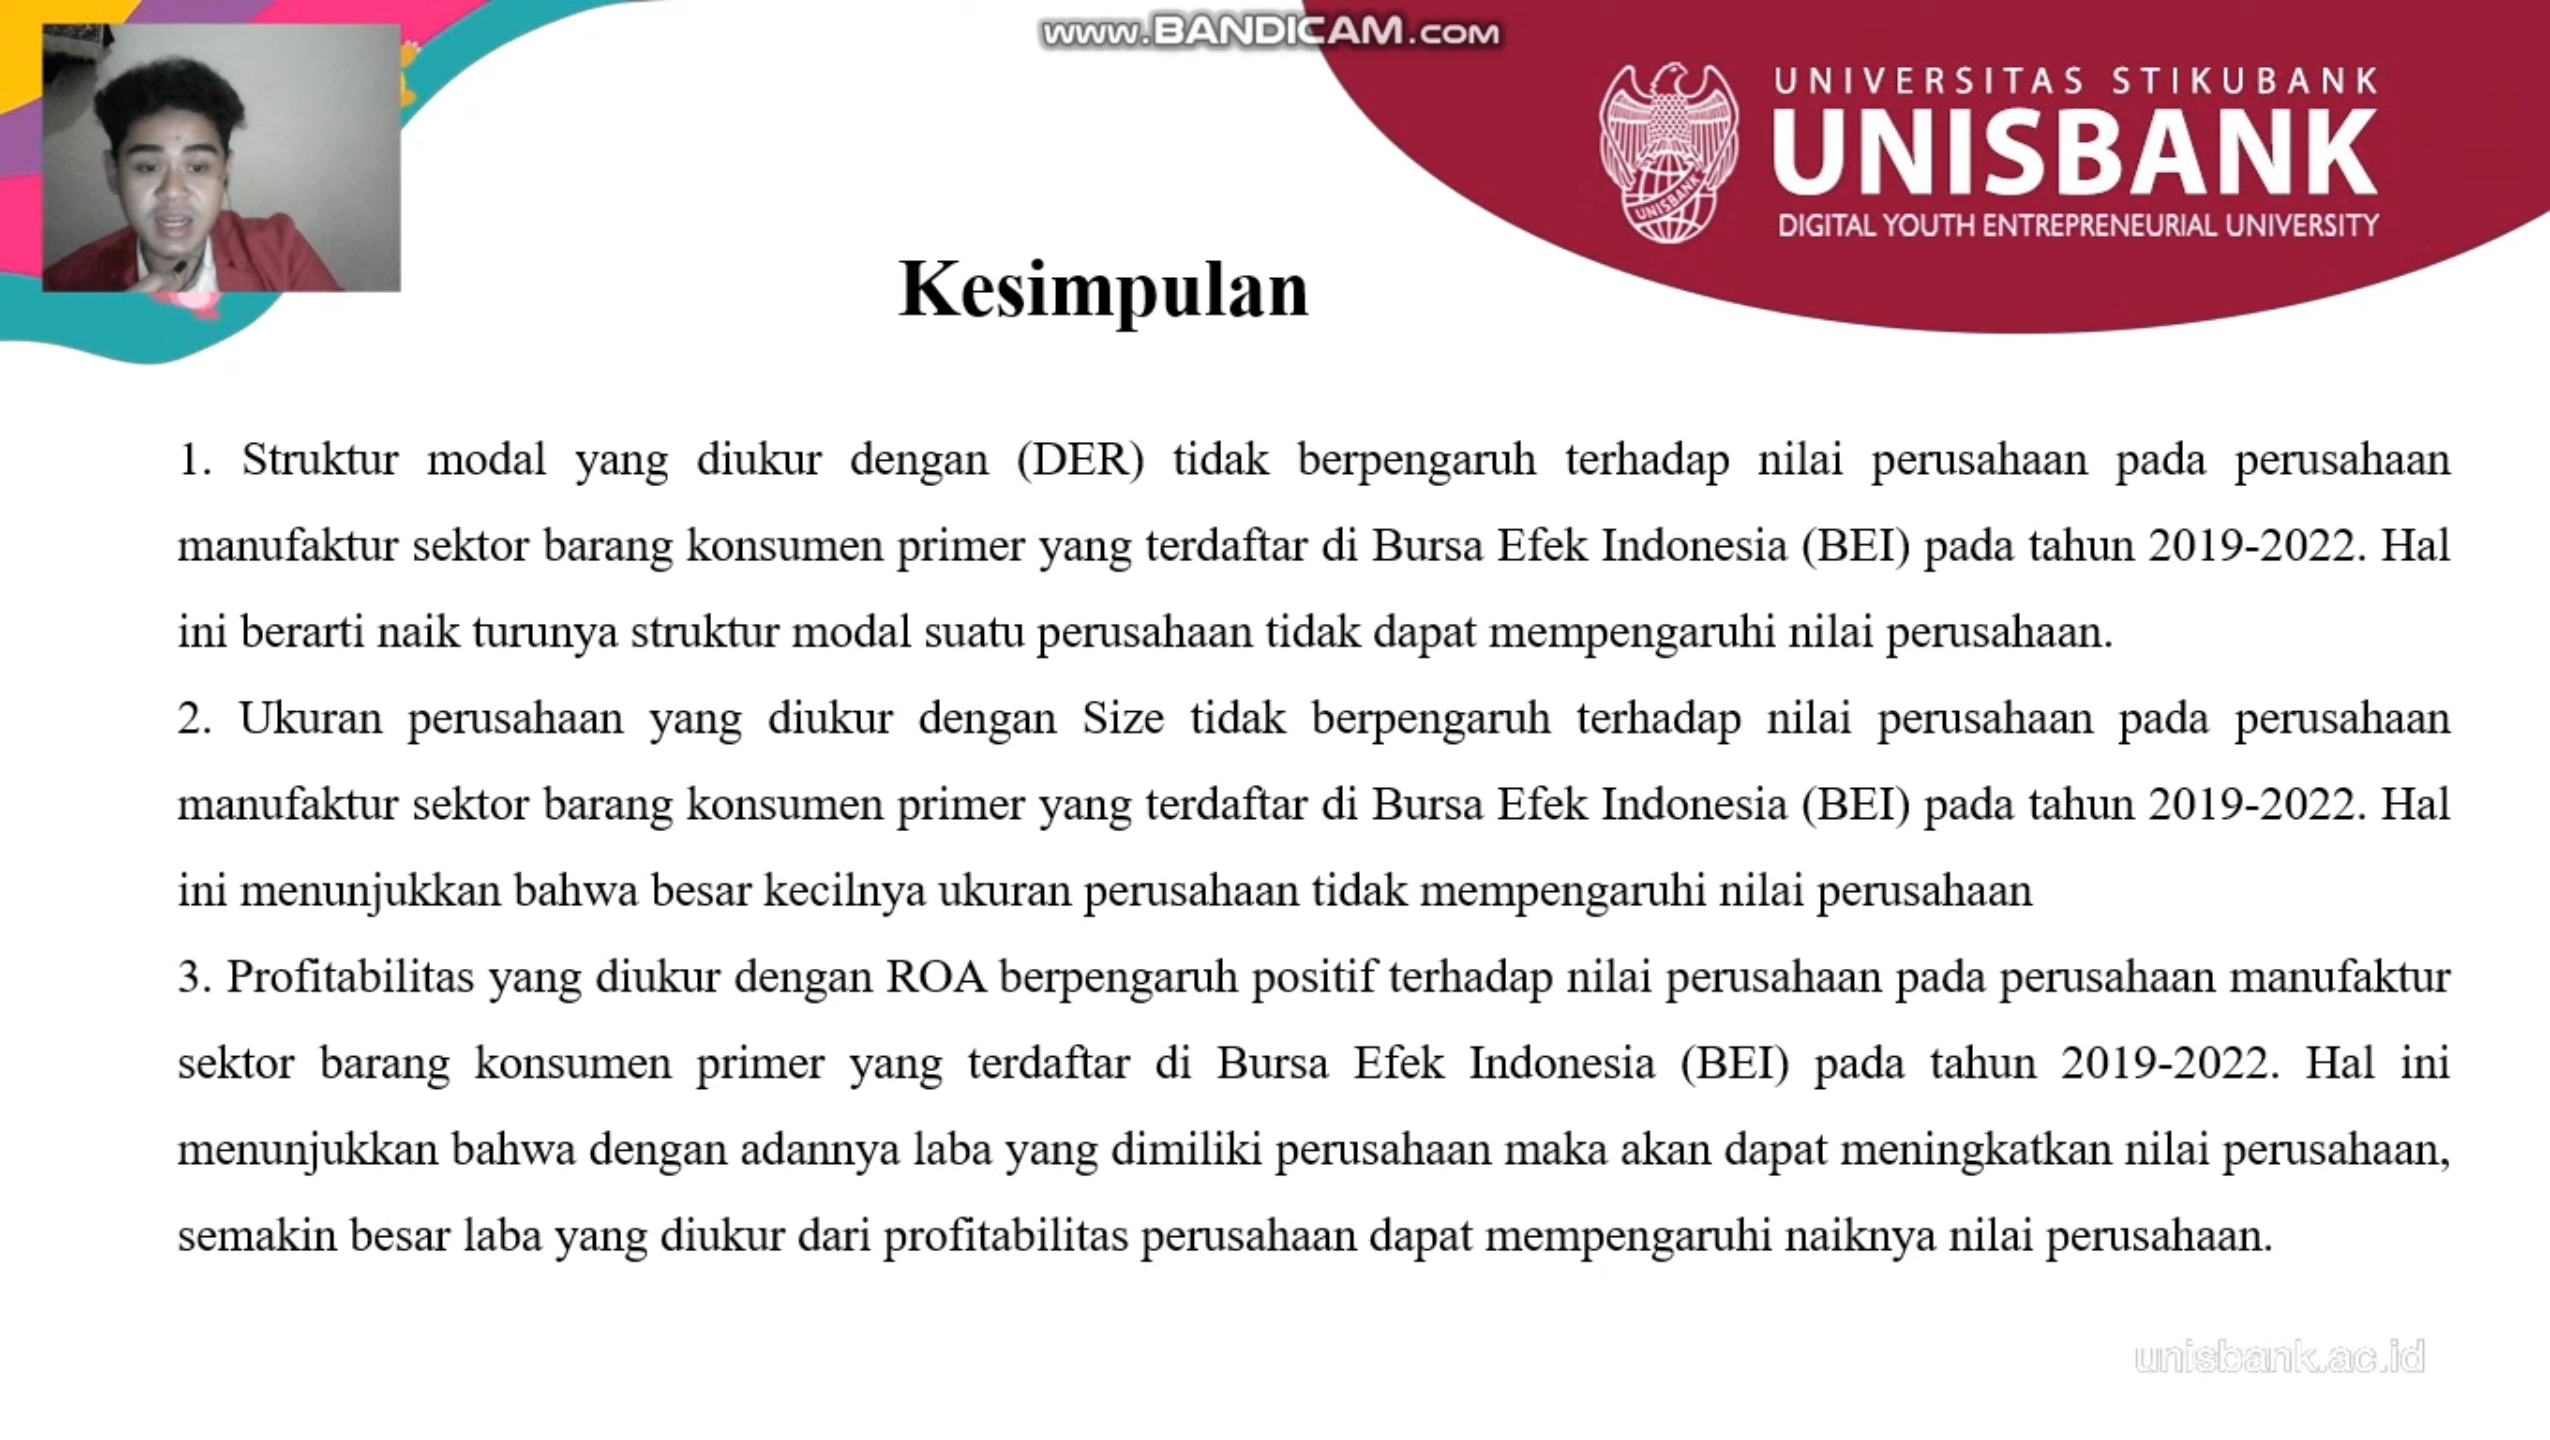 www.BANDICAM.com
UNIVERSITAS STIKUBANK
UNISBANK
DIGITAL YOUTH ENTREPRENEURIAL UNIVERSITY
UNISBANK
Kesimpulan
1. Struktur modal yang diukur dengan (DER) tidak berpengaruh terhadap nilai perusahaan pada perusahaan
manufaktur sektor barang konsumen primer yang terdaftar di Bursa Efek Indonesia (BEI) pada tahun 2019-2022. Hal
ini berarti naik turunya struktur modal suatu perusahaan tidak dapat mempengaruhi nilai perusahaan.
2. Ukuran perusahaan yang diukur dengan Size tidak berpengaruh terhadap nilai perusahaan pada perusahaan
manufaktur sektor barang konsumen primer yang terdaftar di Bursa Efek Indonesia (BEI) pada tahun 2019-2022. Hal
ini menunjukkan bahwa besar kecilnya ukuran perusahaan tidak mempengaruhi nilai perusahaan
3. Profitabilitas yang diukur dengan ROA berpengaruh positif terhadap nilai perusahaan pada perusahaan manufaktur
sektor barang konsumen primer yang terdaftar di Bursa Efek Indonesia (BEI) pada tahun 2019-2022. Hal ini
menunjukkan bahwa dengan adannya laba yang dimiliki perusahaan maka akan dapat meningkatkan nilai perusahaan,
semakin besar laba yang diukur dari profitabilitas perusahaan dapat mempengaruhi naiknya nilai perusahaan.
unisbank.ac.id